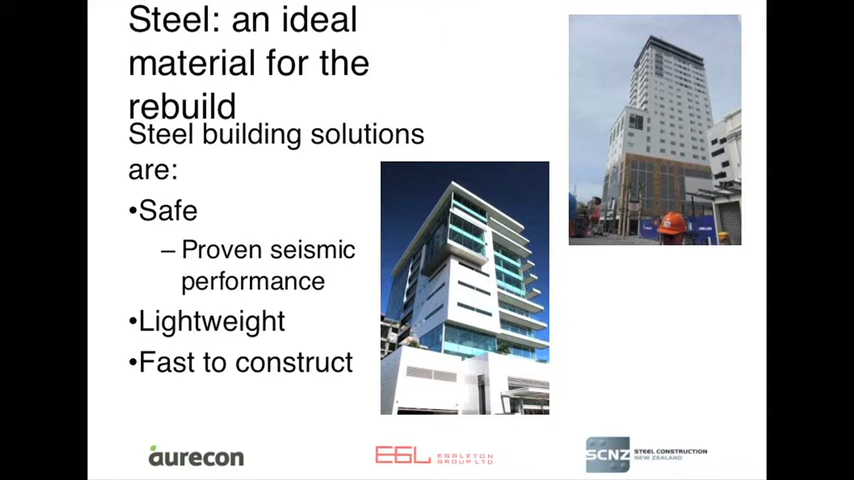 Steel: an ideal
material for the
rebuild
Steel building solutions
are:
•Safe
– Proven seismic
performance
•Lightweight
•Fast to construct
aurecon
EGL EGGLETON
GROUP LTD
SCNZ STEEL CONSTRUCTION
NEW ZEALAND